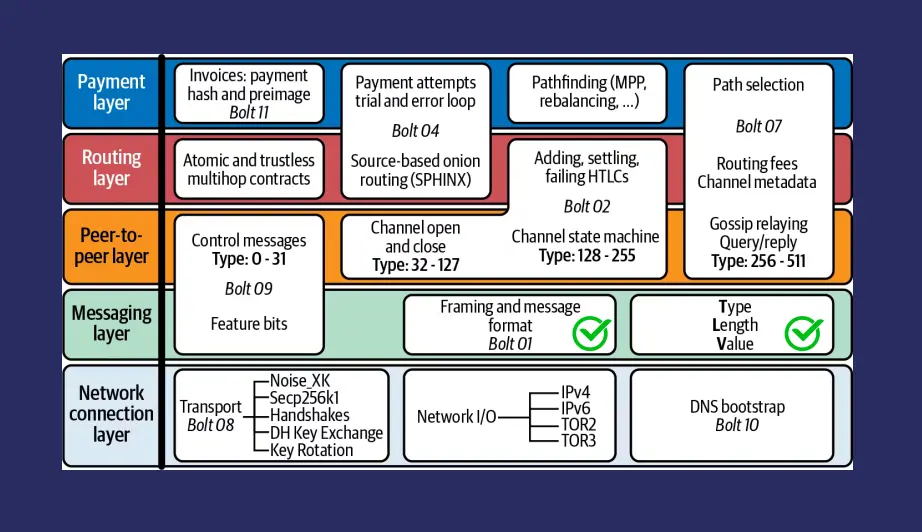 Payment
layer
Invoices: payment
hash and preimage
Bolt 11
Payment attempts
trial and error loop
Bolt 04
Source-based onion
routing (SPHINX)
Pathfinding (MPP,
rebalancing, ...)
Path selection
Bolt 07
Routing fees
Channel metadata
Gossip relaying
Query/reply
Type: 256 - 511
Routing
layer
Atomic and trustless
multihop contracts
Adding, settling,
failing HTLCs
Bolt 02
Channel state machine
Type: 128 - 255
Peer-to-
peer layer
Control messages
Type: 0 - 31
Bolt 09
Feature bits
Channel open
and close
Type: 32 - 127
Messaging
layer
Framing and message
format
Bolt 01
Type
Length
Value
Network
connection
layer
Transport
Bolt 08
Noise_XK
Secp256k1
Handshakes
DH Key Exchange
Key Rotation
Network I/O
IPv4
IPv6
TOR2
TOR3
DNS bootstrap
Bolt 10